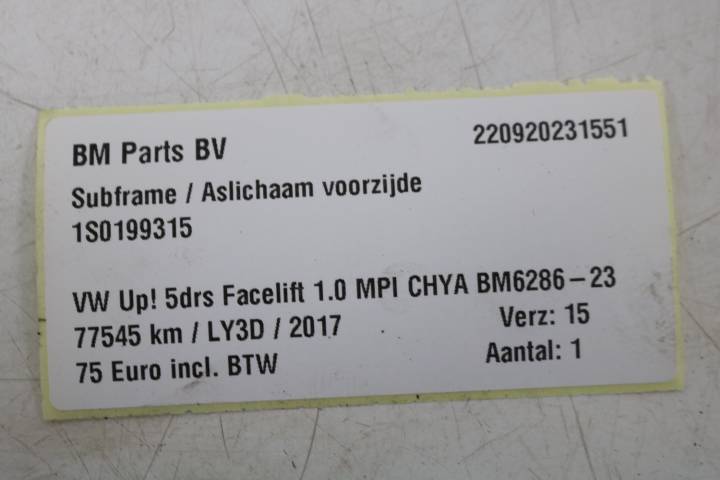 BM Parts BV 220920231551
Subframe / Aslichaam voorzijde
1S0199315
VW Up! 5drs Facelift 1.0 MPI CHYA BM6286-23
77545 km / LY3D / 2017 Verz: 15
75 Euro incl. BTW Aantal: 1